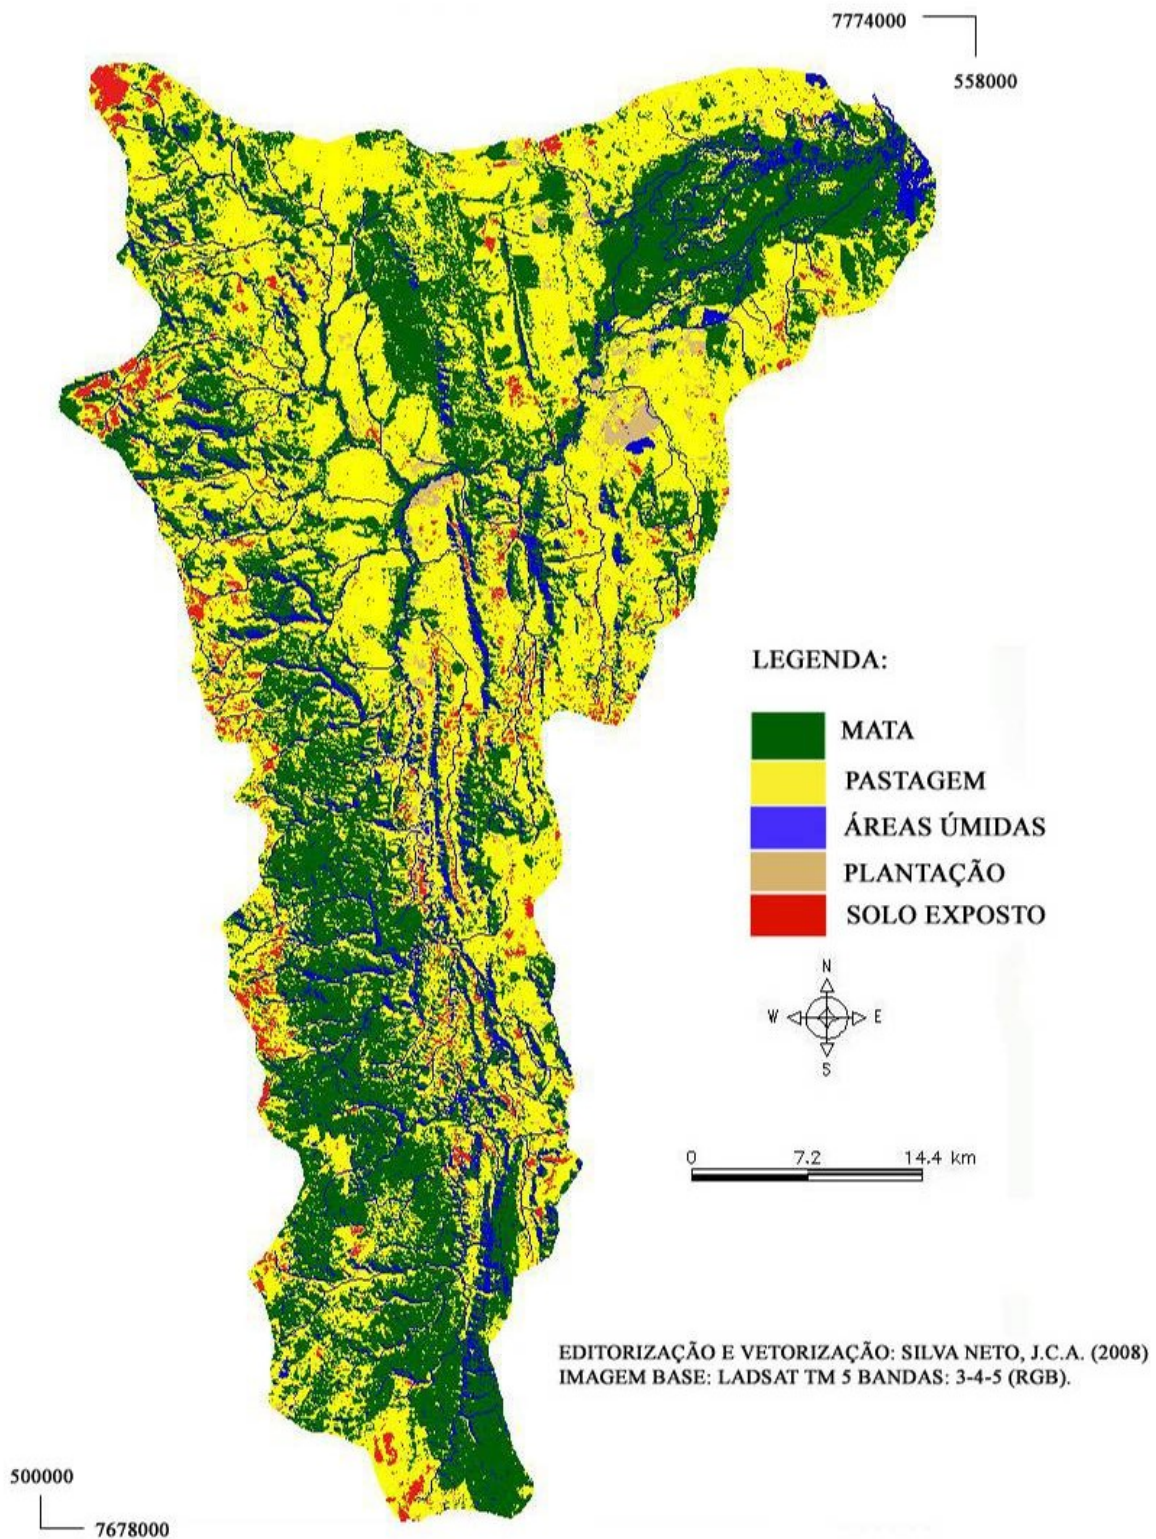 7774000
558000
LEGENDA:
MATA
PASTAGEM
ÁREAS ÚMIDAS
PLANTAÇÃO
SOLO EXPOSTO
N
W E
S
0 7.2 14.4 km
EDITORIZAÇÃO E VETORIZAÇÃO: SILVA NETO, J.C.A. (2008)
IMAGEM BASE: LADSAT TM 5 BANDAS: 3-4-5 (RGB).
500000
7678000